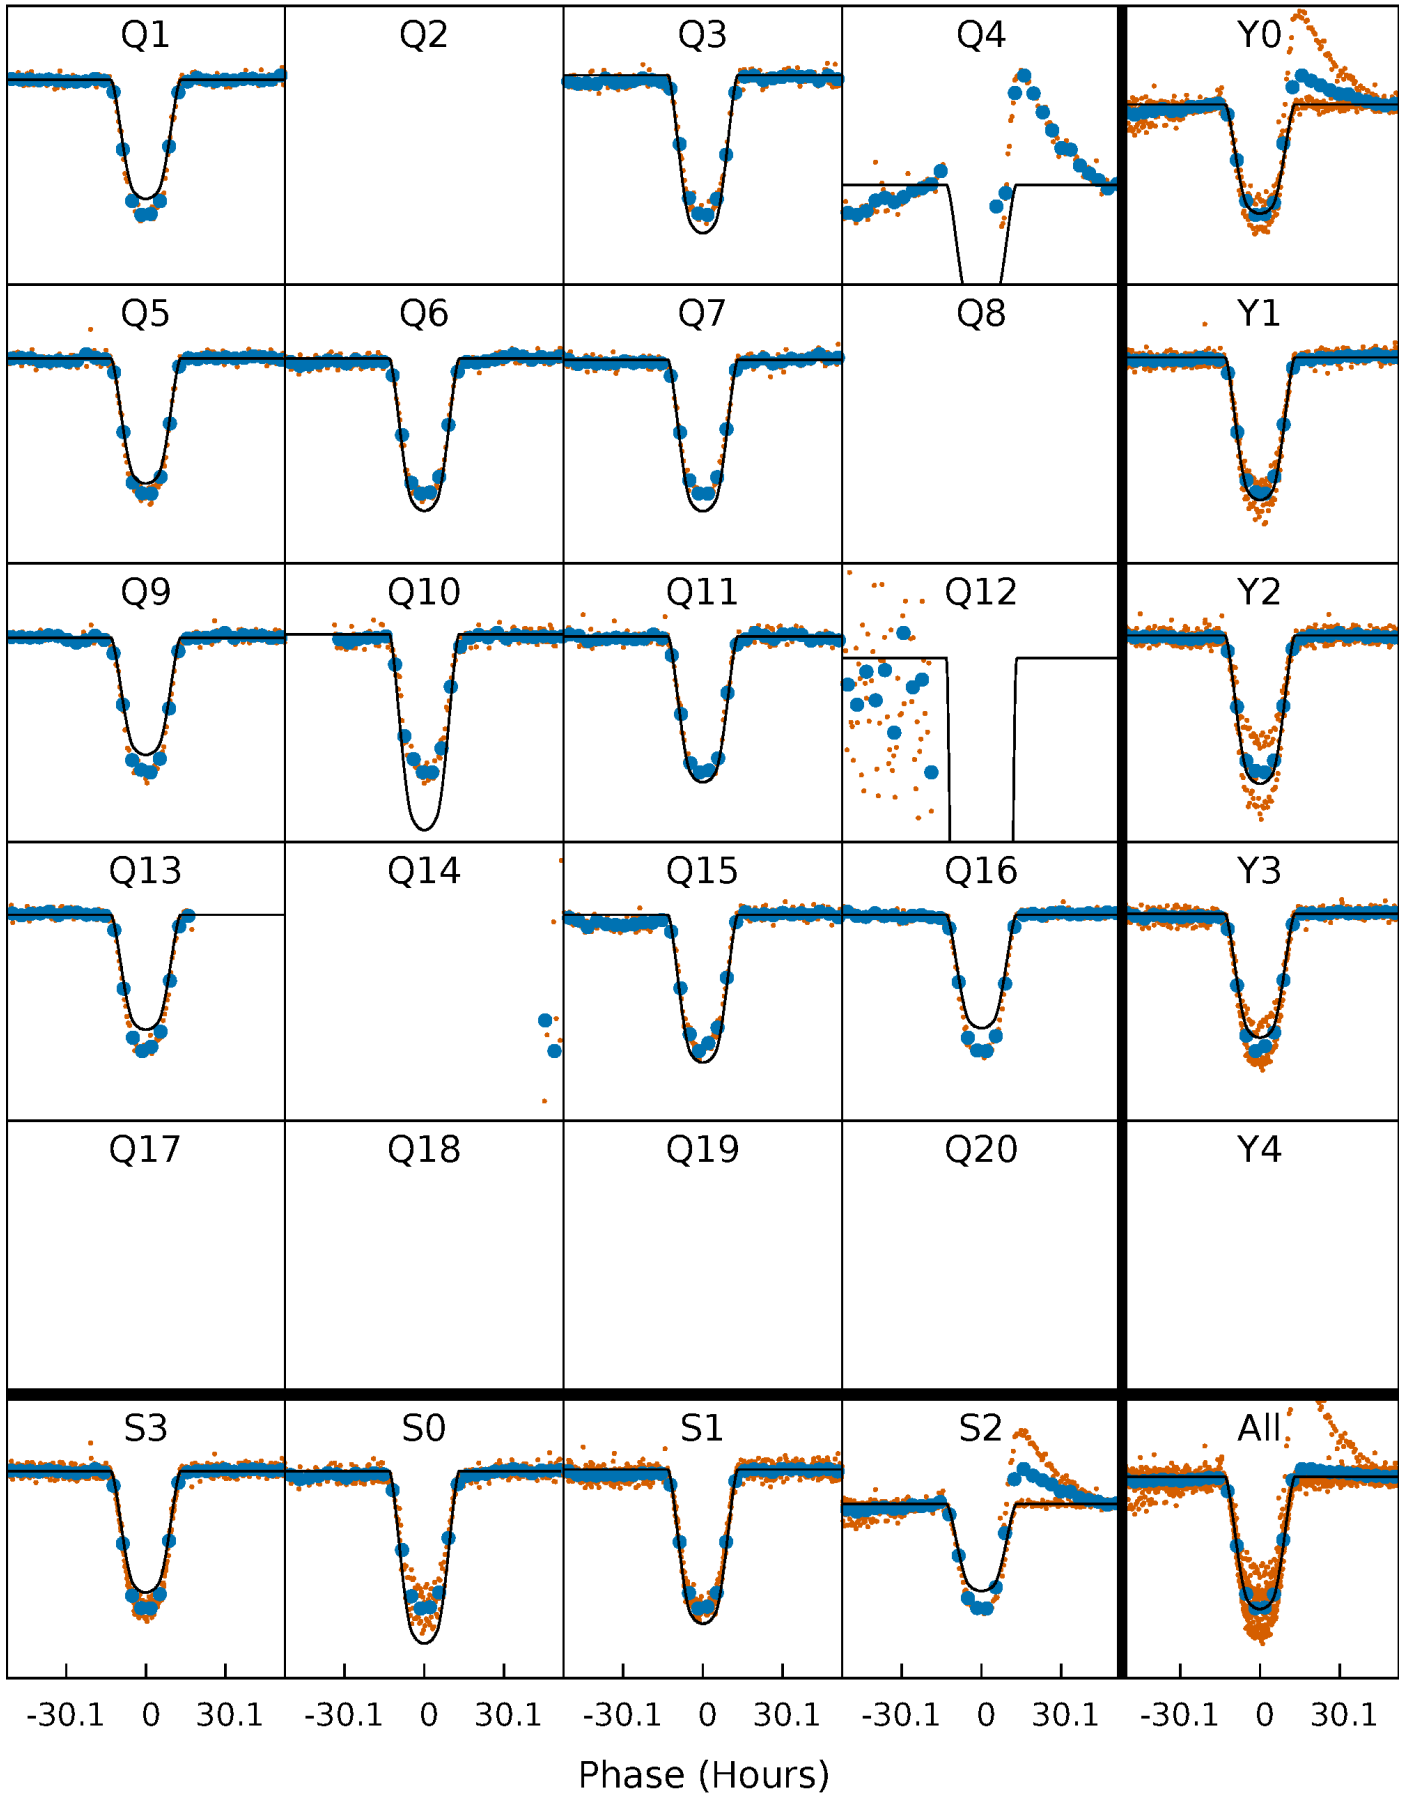 Q1 Q2 Q3 Q4 Y0
Q5 Q6 Q7 Q8 Y1
Q9 Q10 Q11 Q12 Y2
Q13 Q14 Q15 Q16 Y3
Q17 Q18 Q19 Q20 Y4
S3 S0 S1 S2 All
-30.1 0 30.1 -30.1 0 30.1 -30.1 0 30.1 -30.1 0 30.1 -30.1 0 30.1
Phase (Hours)